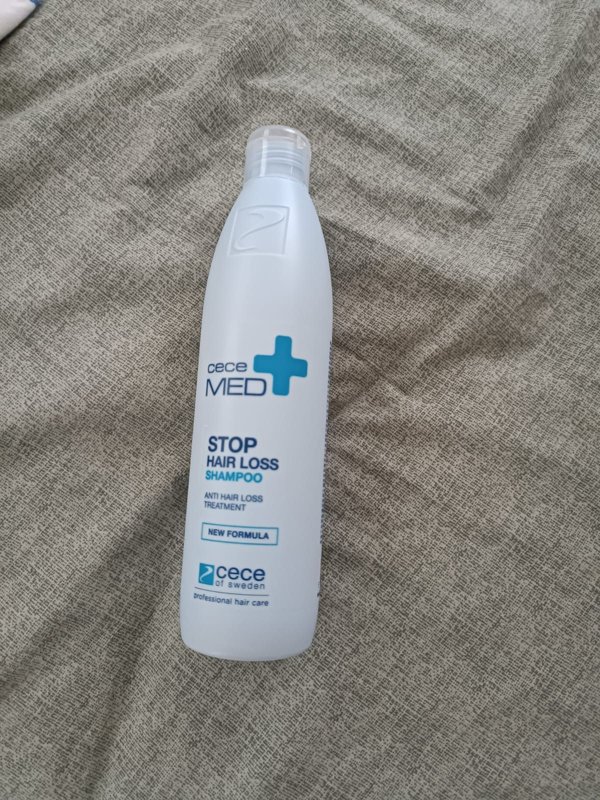 cece
MED
STOP
HAIR LOSS
SHAMPOO
ANTI HAIR LOSS
TREATMENT
NEW FORMULA
cece
of sweden
professional hair care